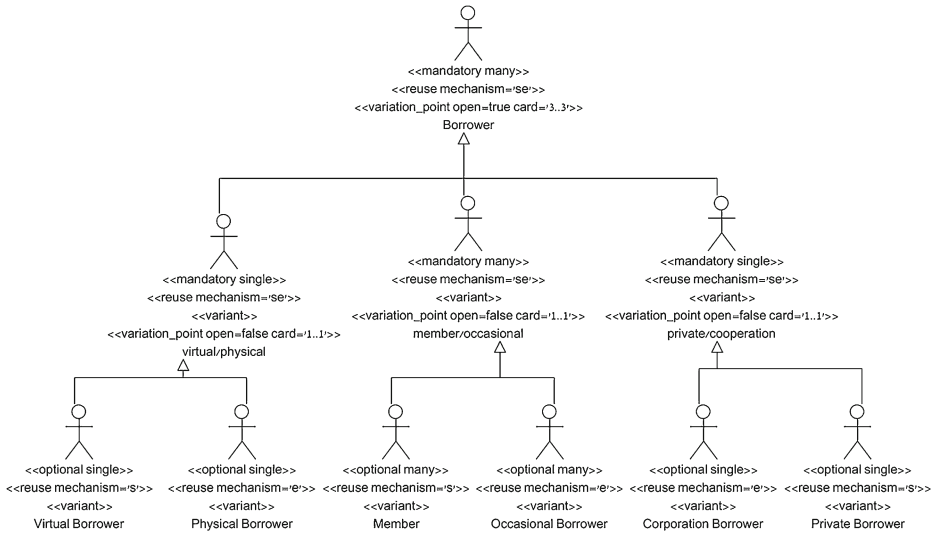 <<mandatory many>>
<<reuse mechanism='se'>>
<<variation_point open=true card='3..3'>>
Borrower
<<mandatory single>>
<<reuse mechanism='se'>>
<<variant>>
<<variation_point open=false card='1..1'>>
virtual/physical
<<mandatory many>>
<<reuse mechanism='se'>>
<<variant>>
<<variation_point open=false card='1..1'>>
member/occasional
<<mandatory single>>
<<reuse mechanism='se'>>
<<variant>>
<<variation_point open=false card='1..1'>>
private/cooperation
<<optional single>>
<<reuse mechanism='s'>>
<<variant>>
Virtual Borrower
<<optional single>>
<<reuse mechanism='e'>>
<<variant>>
Physical Borrower
<<optional many>>
<<reuse mechanism='s'>>
<<variant>>
Member
<<optional many>>
<<reuse mechanism='e'>>
<<variant>>
Occasional Borrower
<<optional single>>
<<reuse mechanism='e'>>
<<variant>>
Corporation Borrower
<<optional single>>
<<reuse mechanism='s'>>
<<variant>>
Private Borrower